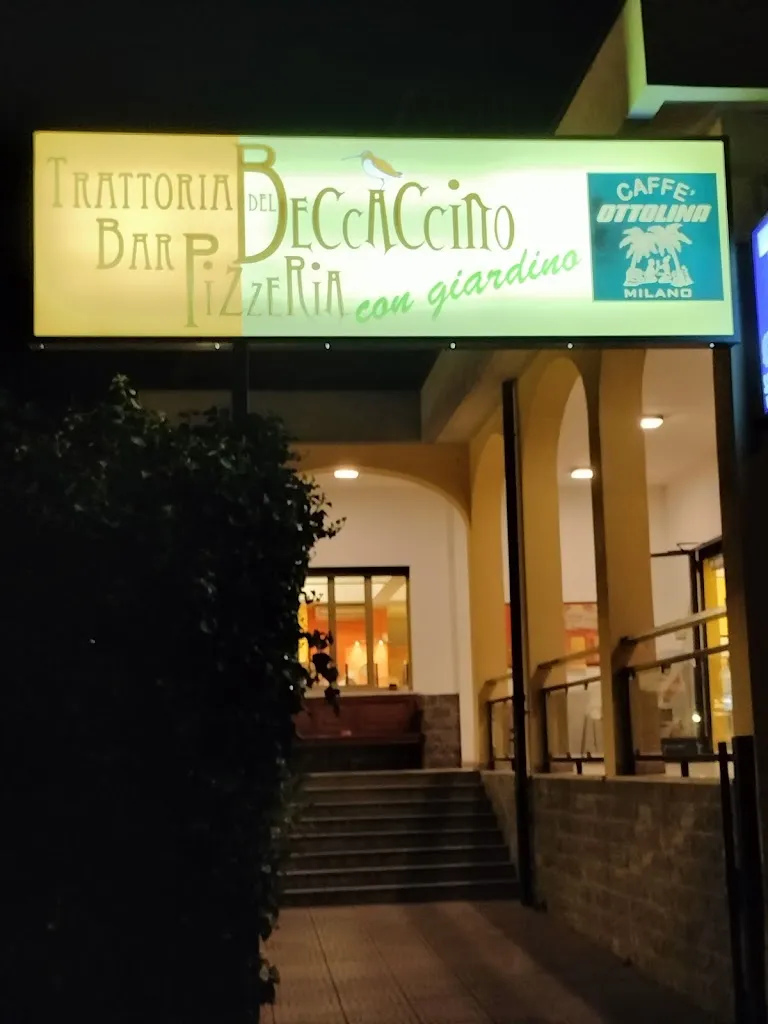 TRATTORIA DEL BECCACCINO
BAR PIZZERIA con giardino
CAFFE'
OTTOLINA
MILANO